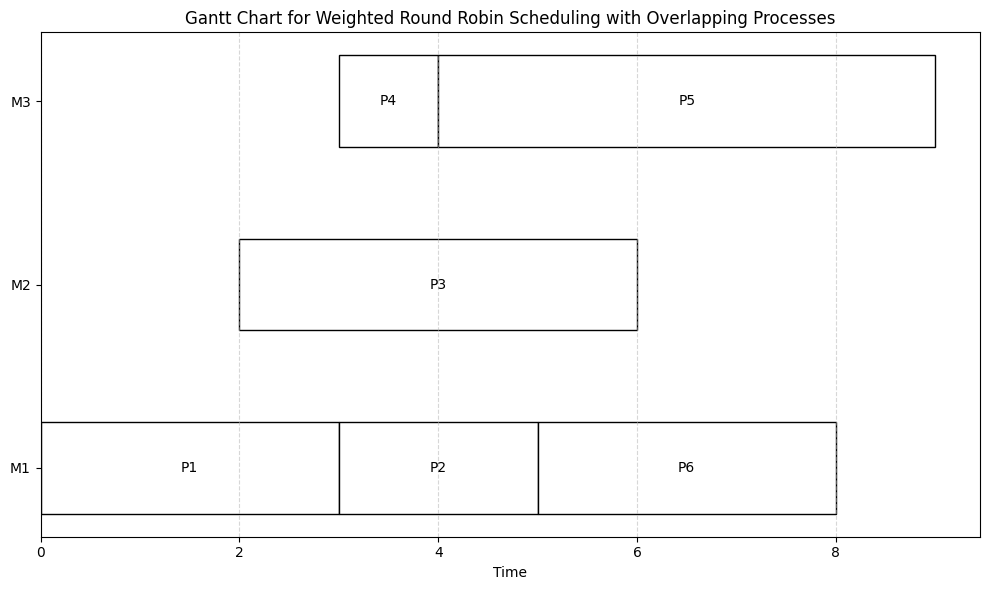 Gantt Chart for Weighted Round Robin Scheduling with Overlapping Processes
M3
P4
P5
M2
P3
M1
P1
P2
P6
0
2
4
6
8
Time